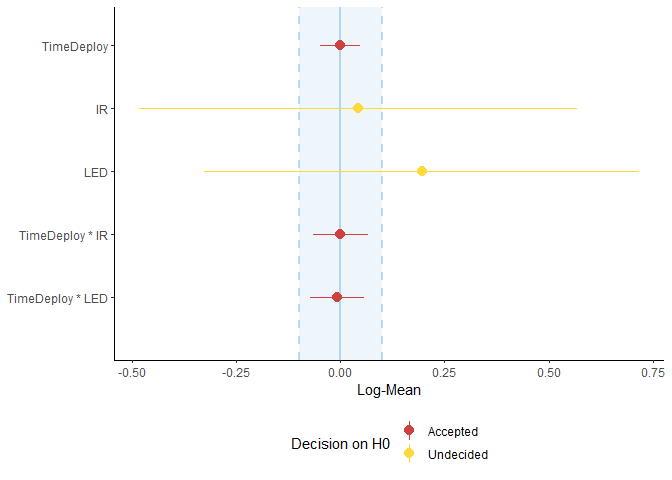 TimeDeploy
IR
LED
TimeDeploy * IR
TimeDeploy * LED
-0.50 -0.25 0.00 0.25 0.50 0.75
Log-Mean
Decision on H0
Accepted
Undecided